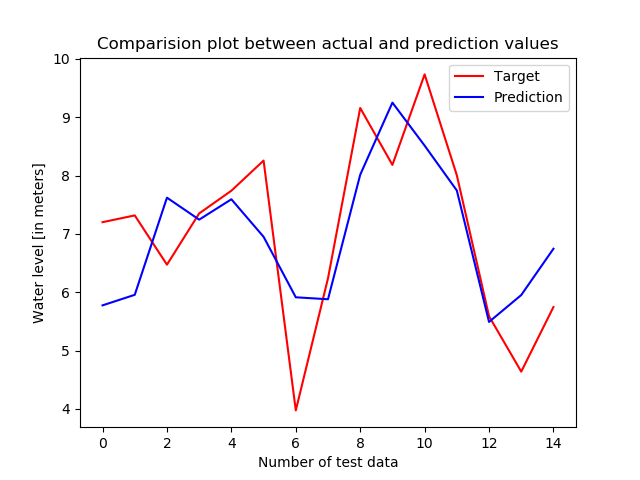 Comparision plot between actual and prediction values
Target
Prediction
Water level [in meters]
10
9
8
7
6
5
4
0 2 4 6 8 10 12 14
Number of test data